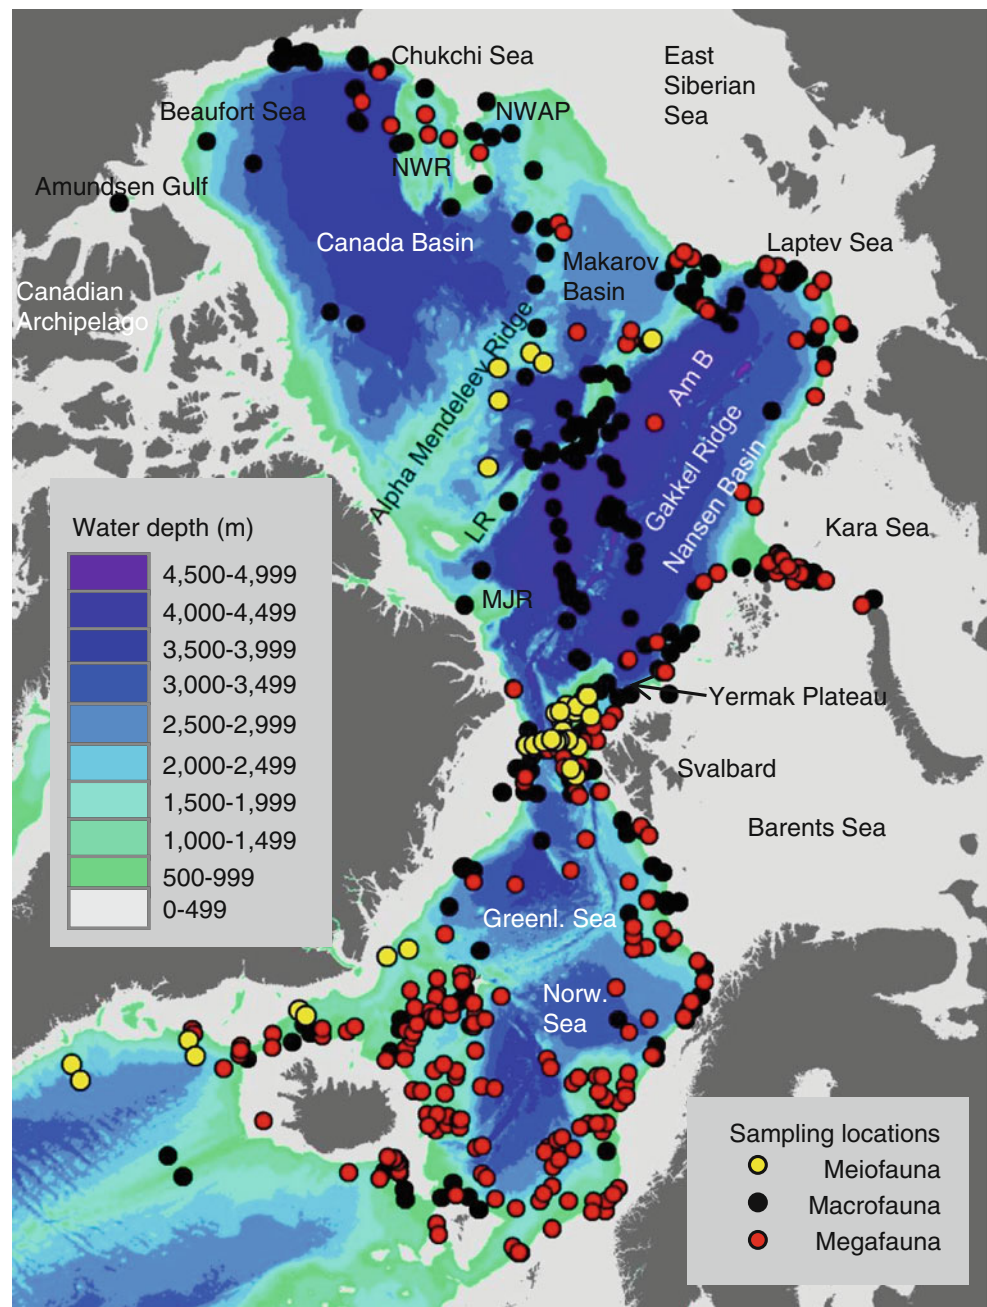 Chukchi Sea
East
Siberian
Sea
Beaufort Sea
NWAP
NWR
Amundsen Gulf
Canada Basin
Laptev Sea
Makarov
Basin
Canadian
Archipelago
Alpha Mendeleev Ridge
Am B
Gakkel Ridge
Nansen Basin
LR
Kara Sea
MJR
Water depth (m)
4,500-4,999
4,000-4,499
3,500-3,999
3,000-3,499
2,500-2,999
2,000-2,499
1,500-1,999
1,000-1,499
500-999
0-499
Yermak Plateau
Svalbard
Barents Sea
Greenl. Sea
Norw.
Sea
Sampling locations
Meiofauna
Macrofauna
Megafauna